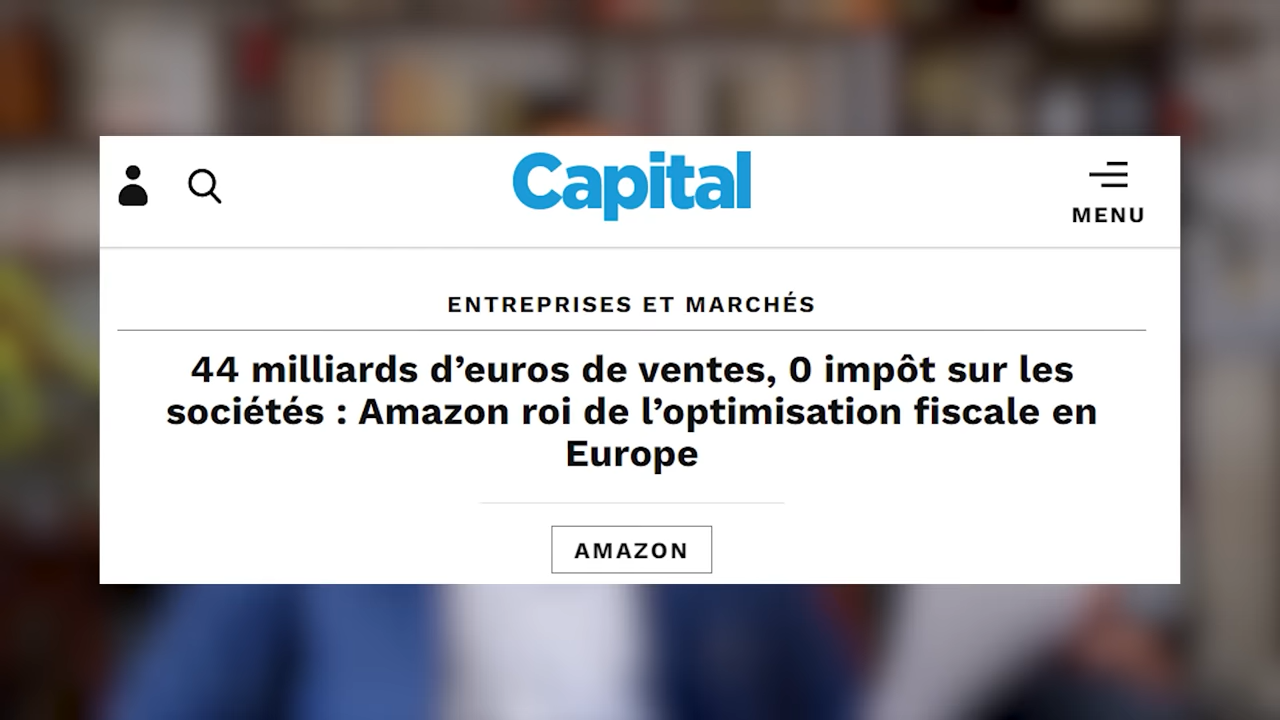 Capital
MENU
ENTREPRISES ET MARCHÉS
44 milliards d’euros de ventes, 0 impôt sur les
sociétés : Amazon roi de l’optimisation fiscale en
Europe
AMAZON